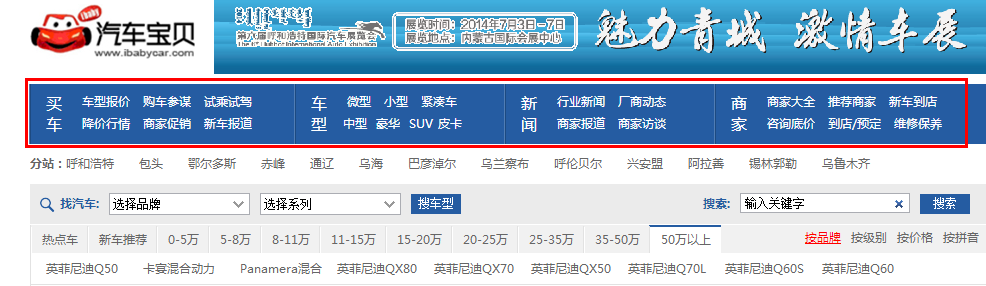 ibaby
汽车宝贝
www.ibabycar.com
第六届呼和浩特国际汽车展览会
展览时间：2014年7月3日-7日
展览地点：内蒙古国际会展中心
魅力青城 激情车展
买车 车型报价 购车参谋 试乘试驾
降价行情 商家促销 新车报道
车型 微型 小型 紧凑车
中型 豪华 SUV 皮卡
新闻 行业新闻 厂商动态
商家报道 商家访谈
商家 商家大全 推荐商家 新车到店
咨询底价 到店/预定 维修保养
分站：呼和浩特 包头 鄂尔多斯 赤峰 通辽 乌海 巴彦淖尔 乌兰察布 呼伦贝尔 兴安盟 阿拉善 锡林郭勒 乌鲁木齐
找汽车: 选择品牌 选择系列 搜车型 搜索: 输入关键字 × 搜索
热点车 新车推荐 0-5万 5-8万 8-11万 11-15万 15-20万 20-25万 25-35万 35-50万 50万以上 按品牌 按级别 按价格 按拼音
英菲尼迪Q50 卡宴混合动力 Panamera混合 英菲尼迪QX80 英菲尼迪QX70 英菲尼迪QX50 英菲尼迪Q70L 英菲尼迪Q60S 英菲尼迪Q60